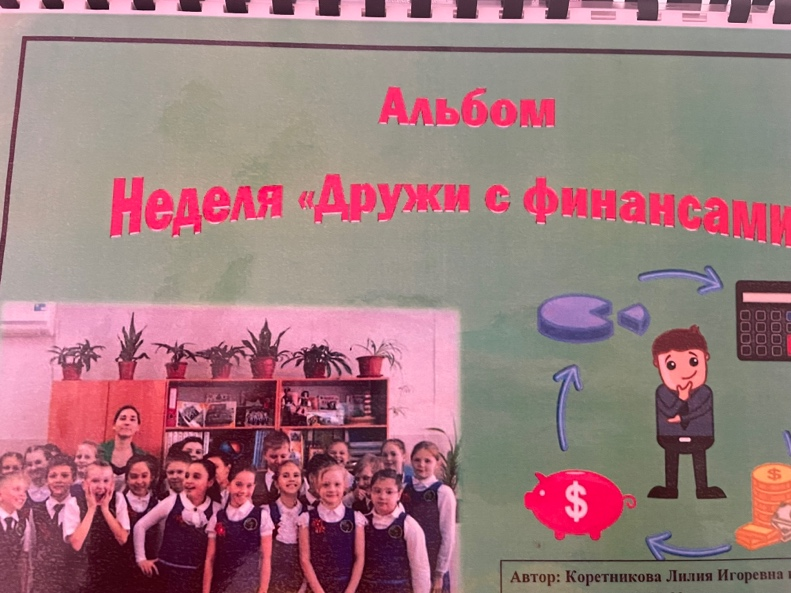 Альбом
Неделя «Дружи с финансами
$
Автор: Коретникова Лилия Игоревна